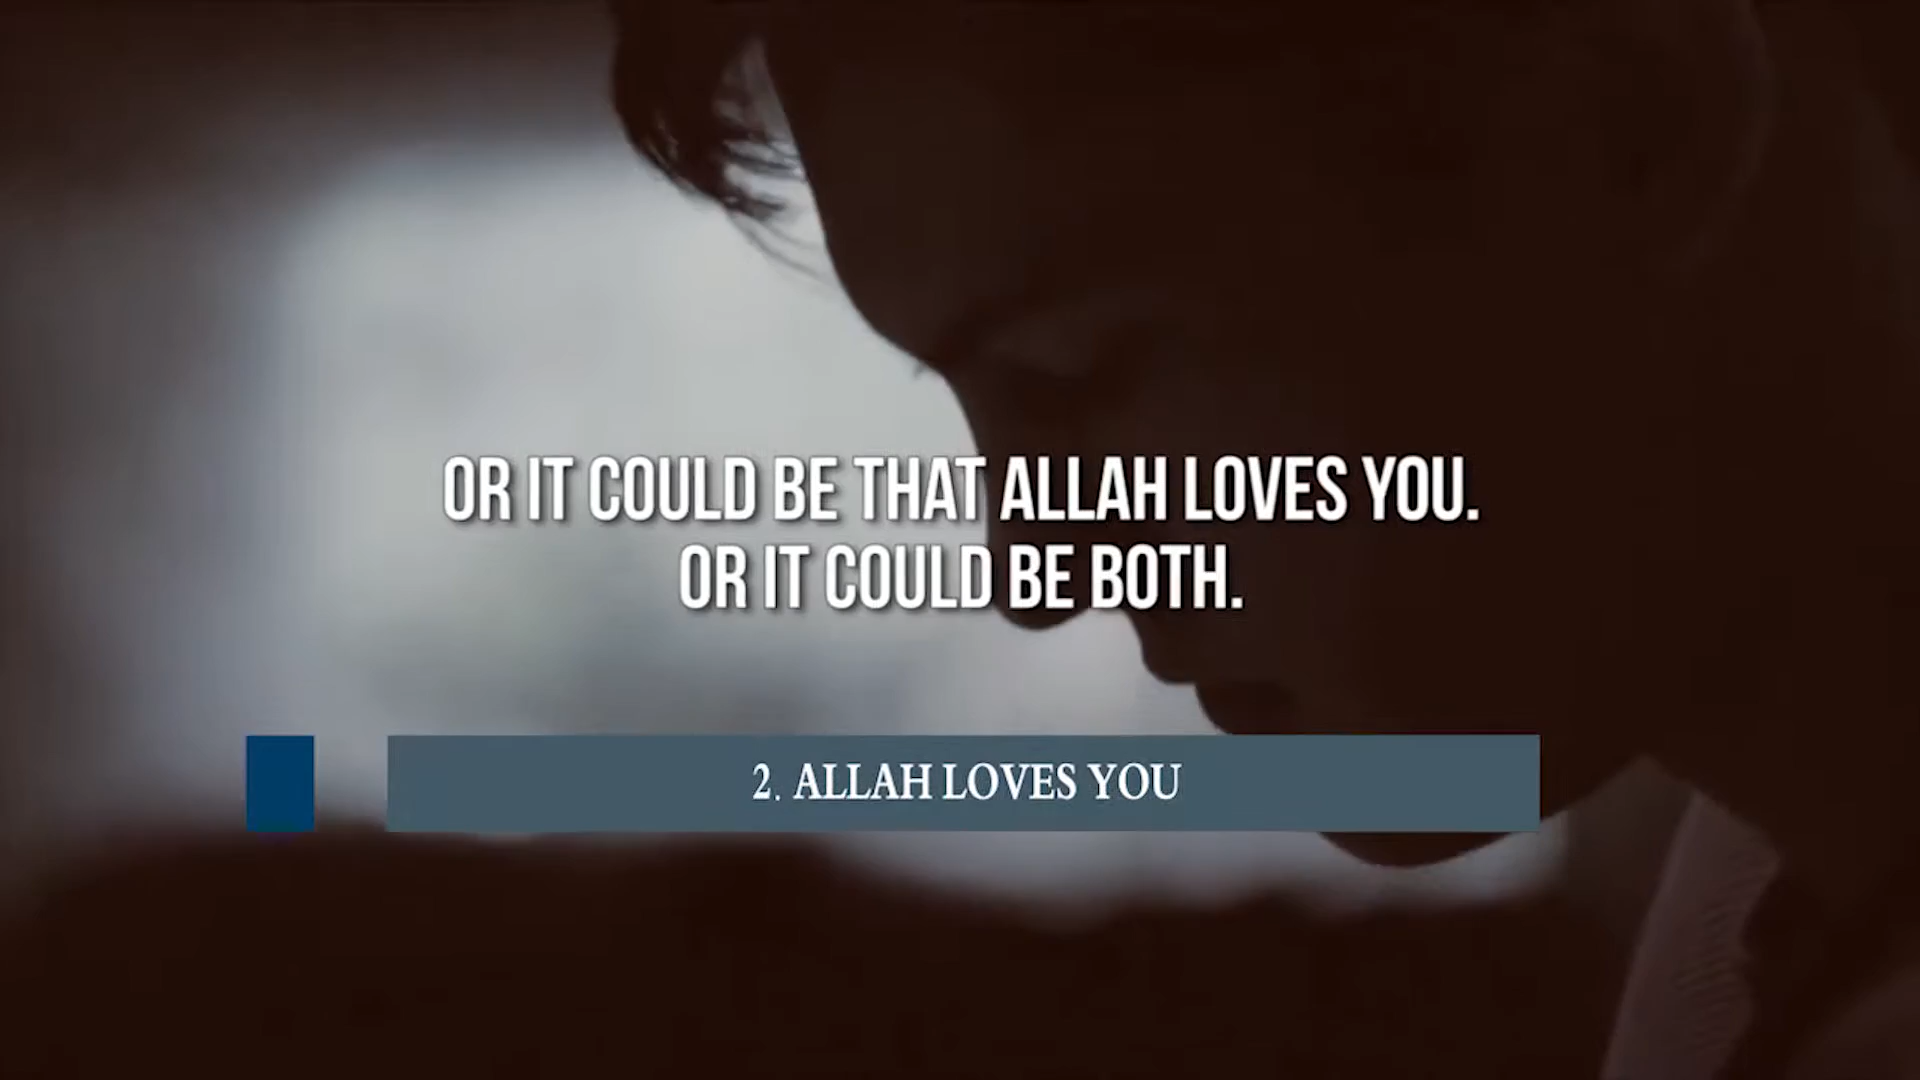 OR IT COULD BE THAT ALLAH LOVES YOU.
OR IT COULD BE BOTH.
2. ALLAH LOVES YOU